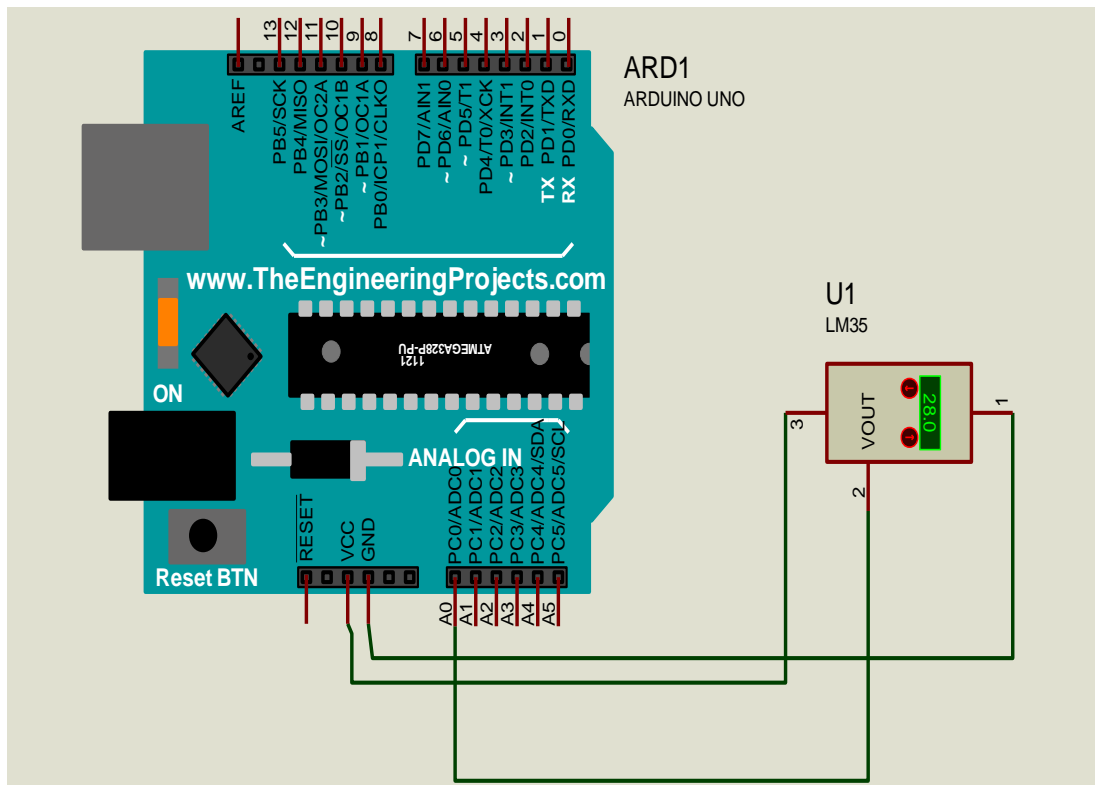 ARD1
ARDUINO UNO
13
12
11
10
9
8
7
6
5
4
3
2
1
0
AREF
PB5/SCK
PB4/MISO
~PB3/MOSI/OC2A
~PB2/SS/OC1B
~PB1/OC1A
PB0/ICP1/CLKO
PD7/AIN1
~PD6/AIN0
~PD5/T1
PD4/T0/XCK
~PD3/INT1
PD2/INT0
TX PD1/TXD
RX PD0/RXD
www.TheEngineeringProjects.com
ATMEGA328P-PU
1121
ON
ANALOG IN
RESET
VCC
GND
PC0/ADC0
PC1/ADC1
PC2/ADC2
PC3/ADC3
PC4/ADC4/SDA
PC5/ADC5/SCL
Reset BTN
A0
A1
A2
A3
A4
A5
U1
LM35
3
VOUT
28.0
1
2